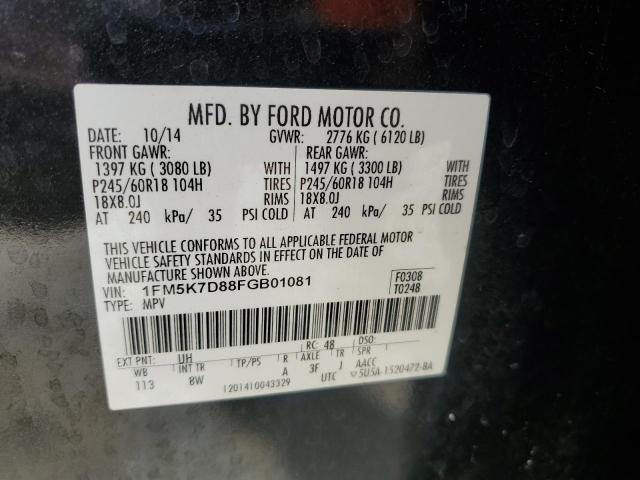 MFD. BY FORD MOTOR CO.
DATE: 10/14 GVWR: 2776 KG ( 6120 LB)
FRONT GAWR: REAR GAWR:
1397 KG ( 3080 LB) WITH 1497 KG ( 3300 LB) WITH
P245/60R18 104H TIRES P245/60R18 104H TIRES
18X8.0J RIMS 18X8.0J RIMS
AT 240 kPa/ 35 PSI COLD AT 240 kPa/ 35 PSI COLD
THIS VEHICLE CONFORMS TO ALL APPLICABLE FEDERAL MOTOR
VEHICLE SAFETY STANDARDS IN EFFECT ON THE DATE OF
MANUFACTURE SHOWN ABOVE.
VIN: 1FM5K7D88FGB01081 F0308
TYPE: MPV T0248
EXT PNT: UH RC: 48 DSO:
WB INT TR TP/PS R AXLE TR SPR
113 8W A 3F J AACC
1201410043329 UTC 5U5A-1520472-BA